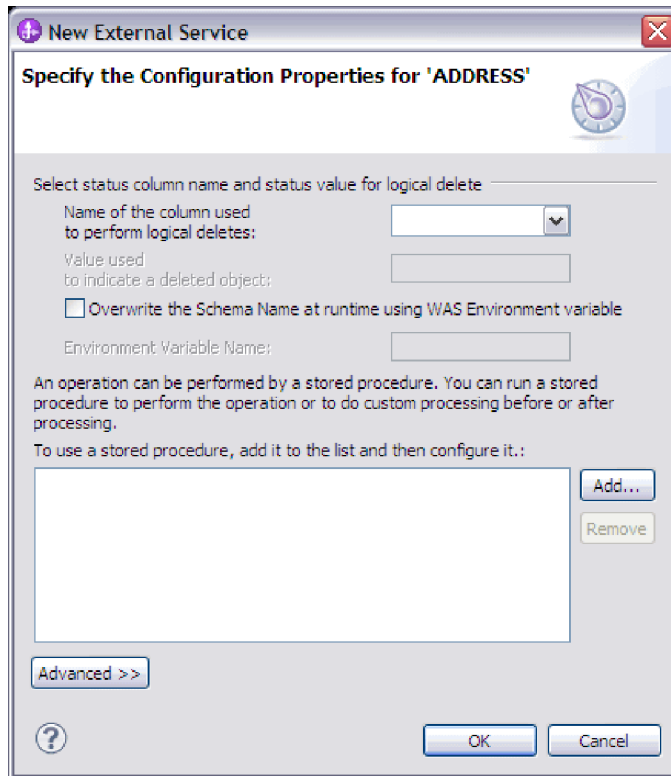 New External Service
Specify the Configuration Properties for 'ADDRESS'
Select status column name and status value for logical delete
Name of the column used
to perform logical deletes:
Value used
to indicate a deleted object:
Overwrite the Schema Name at runtime using WAS Environment variable
Environment Variable Name:
An operation can be performed by a stored procedure. You can run a stored
procedure to perform the operation or to do custom processing before or after
processing.
To use a stored procedure, add it to the list and then configure it.:
Add...
Remove
Advanced >>
?
OK
Cancel